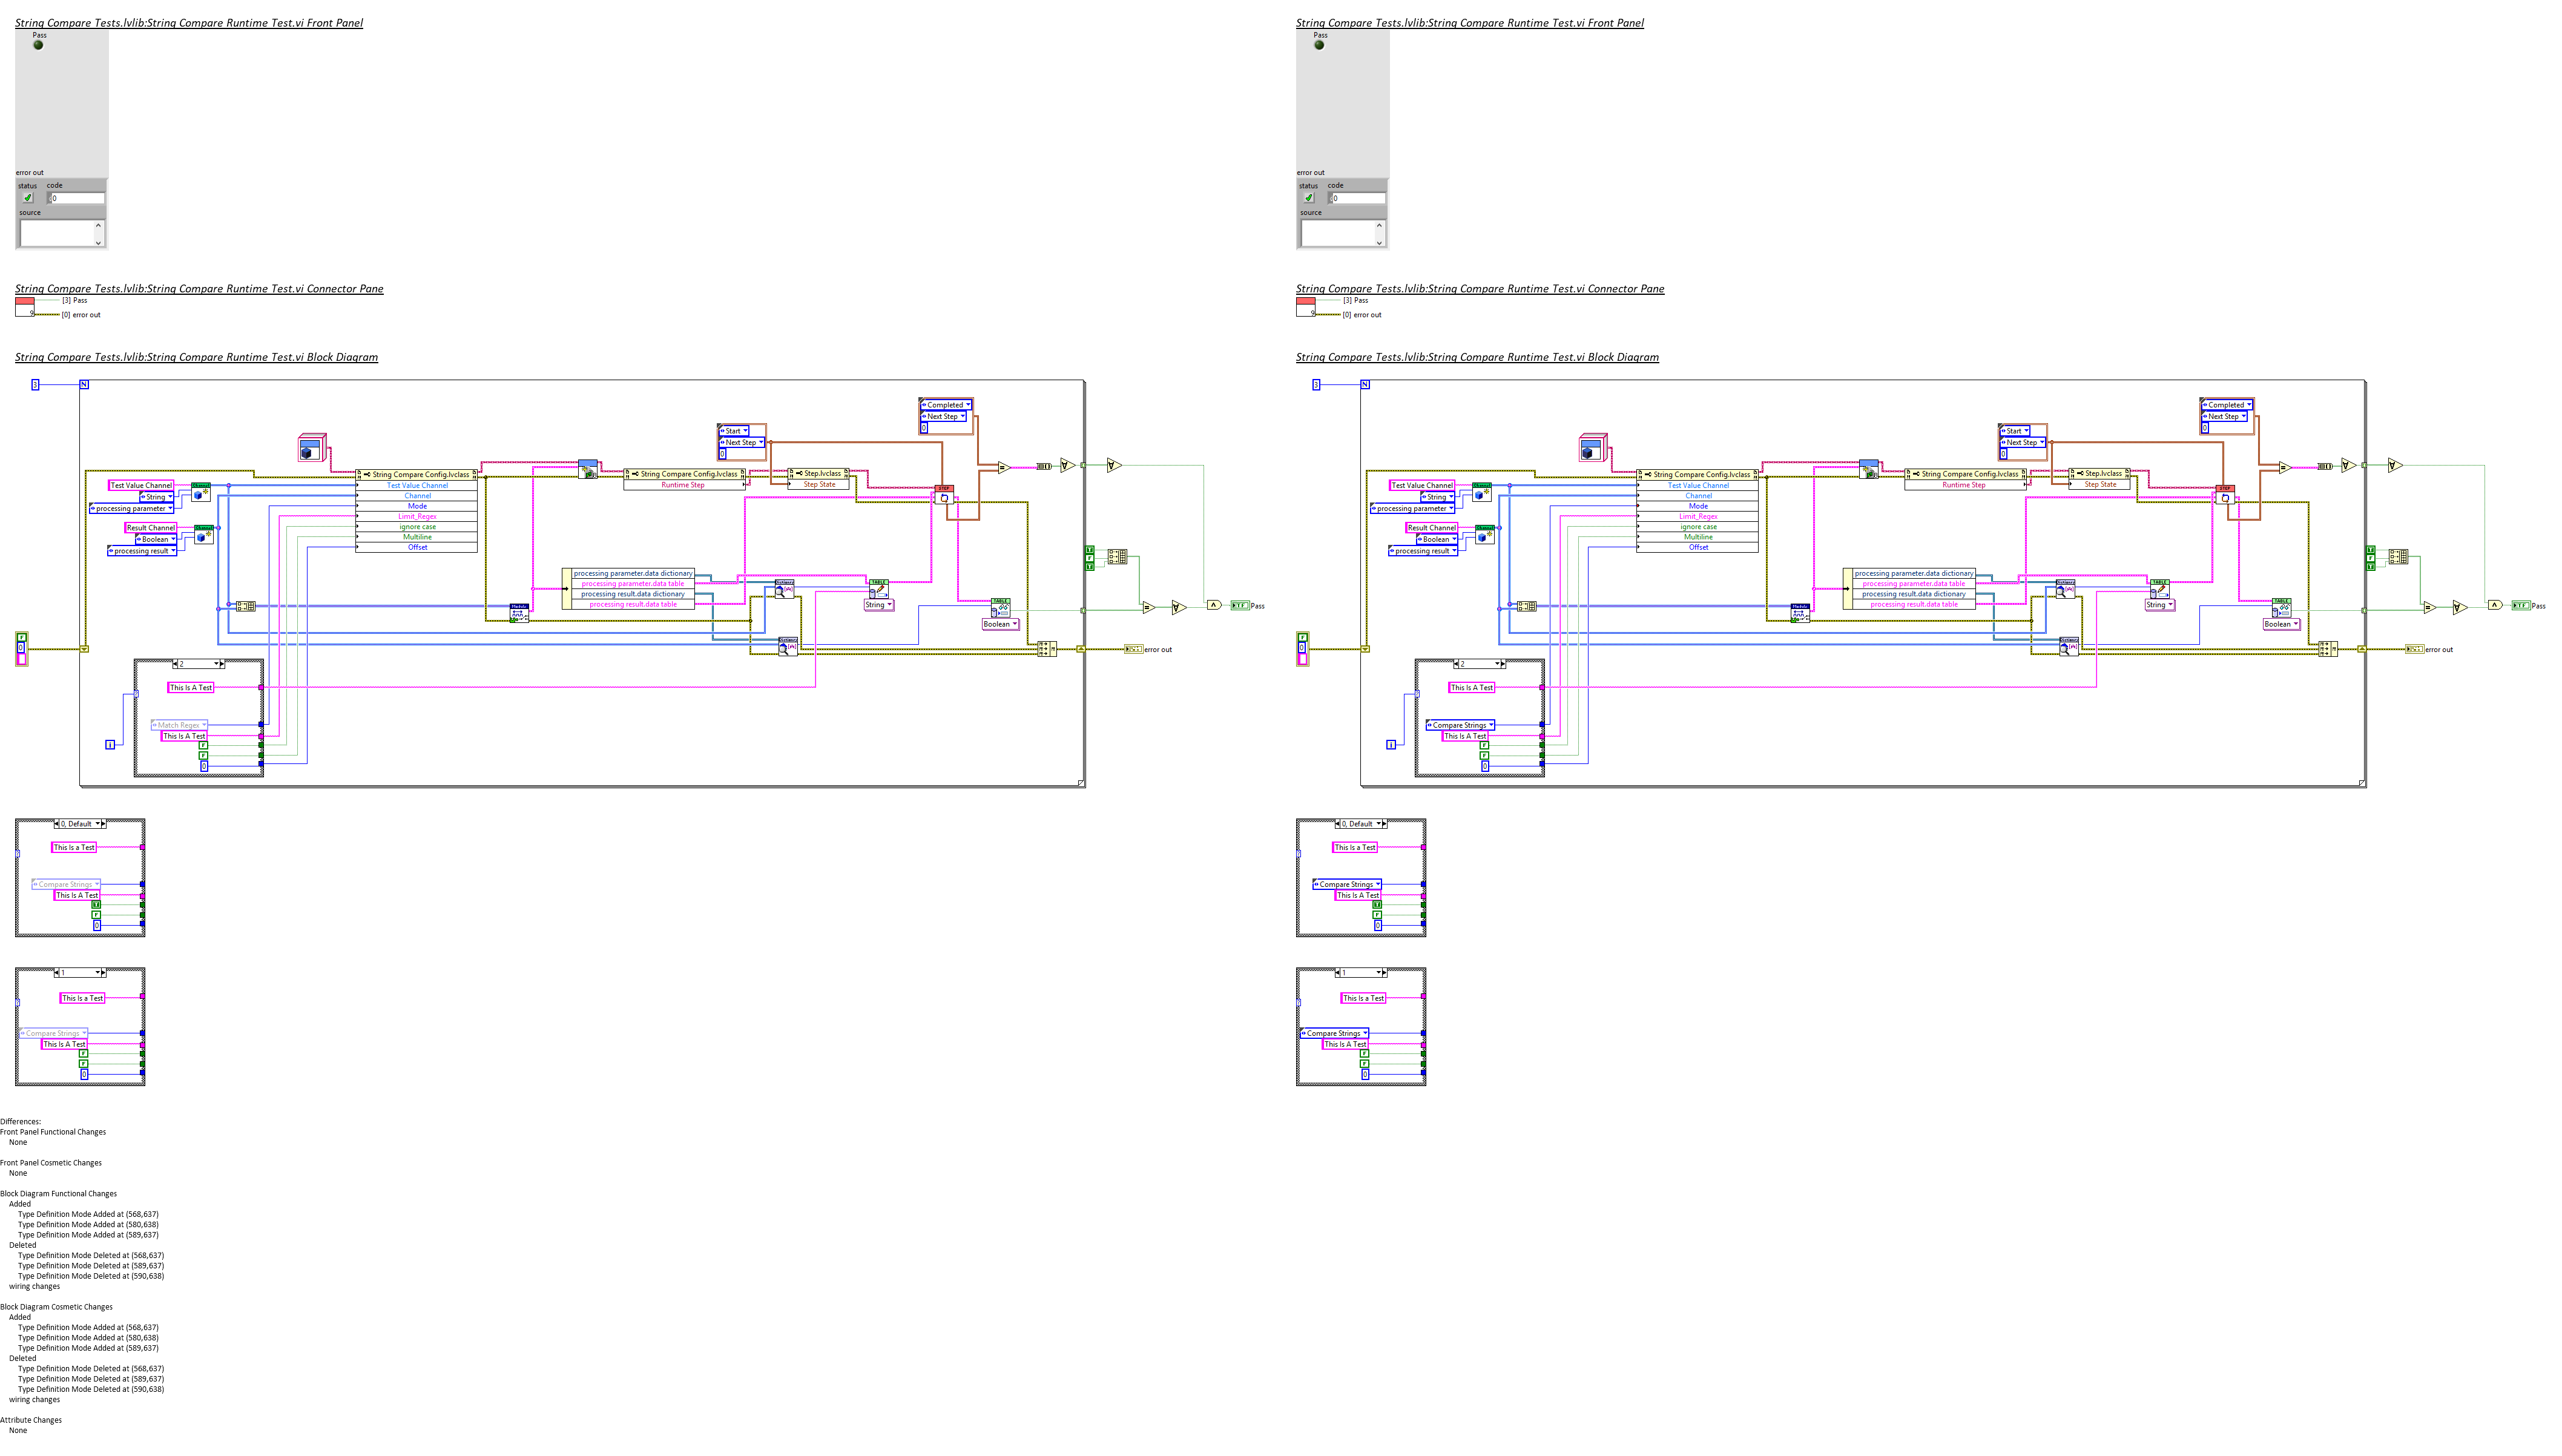 String Compare Tests.lvlib:String Compare Runtime Test.vi Front Panel
Pass
error out
status code
0
source
String Compare Tests.lvlib:String Compare Runtime Test.vi Connector Pane
[3] Pass
9
[0] error out
String Compare Tests.lvlib:String Compare Runtime Test.vi Block Diagram
3
N
Completed
Next Step
0
Start
Next Step
0
String Compare Config.lvclass
Test Value Channel
Channel
Mode
Limit_Regex
ignore case
Multiline
Offset
String Compare Config.lvclass
Runtime Step
Step.lvclass
Step State
STEP
Test Value Channel
String
processing parameter
Result Channel
Boolean
processing result
processing parameter.data dictionary
processing parameter.data table
processing result.data dictionary
processing result.data table
TABLE
String
TABLE
Boolean
T
F
T
Pass
F
0
error out
2
This Is A Test
Match Regex
This Is A Test
F
F
0
i
0, Default
This Is a Test
Compare Strings
This Is A Test
T
F
0
1
This Is a Test
Compare Strings
This Is A Test
F
F
0
String Compare Tests.lvlib:String Compare Runtime Test.vi Front Panel
Pass
error out
status code
0
source
String Compare Tests.lvlib:String Compare Runtime Test.vi Connector Pane
[3] Pass
9
[0] error out
String Compare Tests.lvlib:String Compare Runtime Test.vi Block Diagram
3
N
Completed
Next Step
0
Start
Next Step
0
String Compare Config.lvclass
Test Value Channel
Channel
Mode
Limit_Regex
ignore case
Multiline
Offset
String Compare Config.lvclass
Runtime Step
Step.lvclass
Step State
STEP
Test Value Channel
String
processing parameter
Result Channel
Boolean
processing result
processing parameter.data dictionary
processing parameter.data table
processing result.data dictionary
processing result.data table
TABLE
String
TABLE
Boolean
T
F
T
Pass
F
0
error out
2
This Is A Test
Compare Strings
This Is A Test
F
F
0
i
0, Default
This Is a Test
Compare Strings
This Is A Test
T
F
0
1
This Is a Test
Compare Strings
This Is A Test
F
F
0
Differences:
Front Panel Functional Changes
None
Front Panel Cosmetic Changes
None
Block Diagram Functional Changes
Added
Type Definition Mode Added at (568,637)
Type Definition Mode Added at (580,638)
Type Definition Mode Added at (589,637)
Deleted
Type Definition Mode Deleted at (568,637)
Type Definition Mode Deleted at (589,637)
Type Definition Mode Deleted at (590,638)
wiring changes
Block Diagram Cosmetic Changes
Added
Type Definition Mode Added at (568,637)
Type Definition Mode Added at (580,638)
Type Definition Mode Added at (589,637)
Deleted
Type Definition Mode Deleted at (568,637)
Type Definition Mode Deleted at (589,637)
Type Definition Mode Deleted at (590,638)
wiring changes
Attribute Changes
None